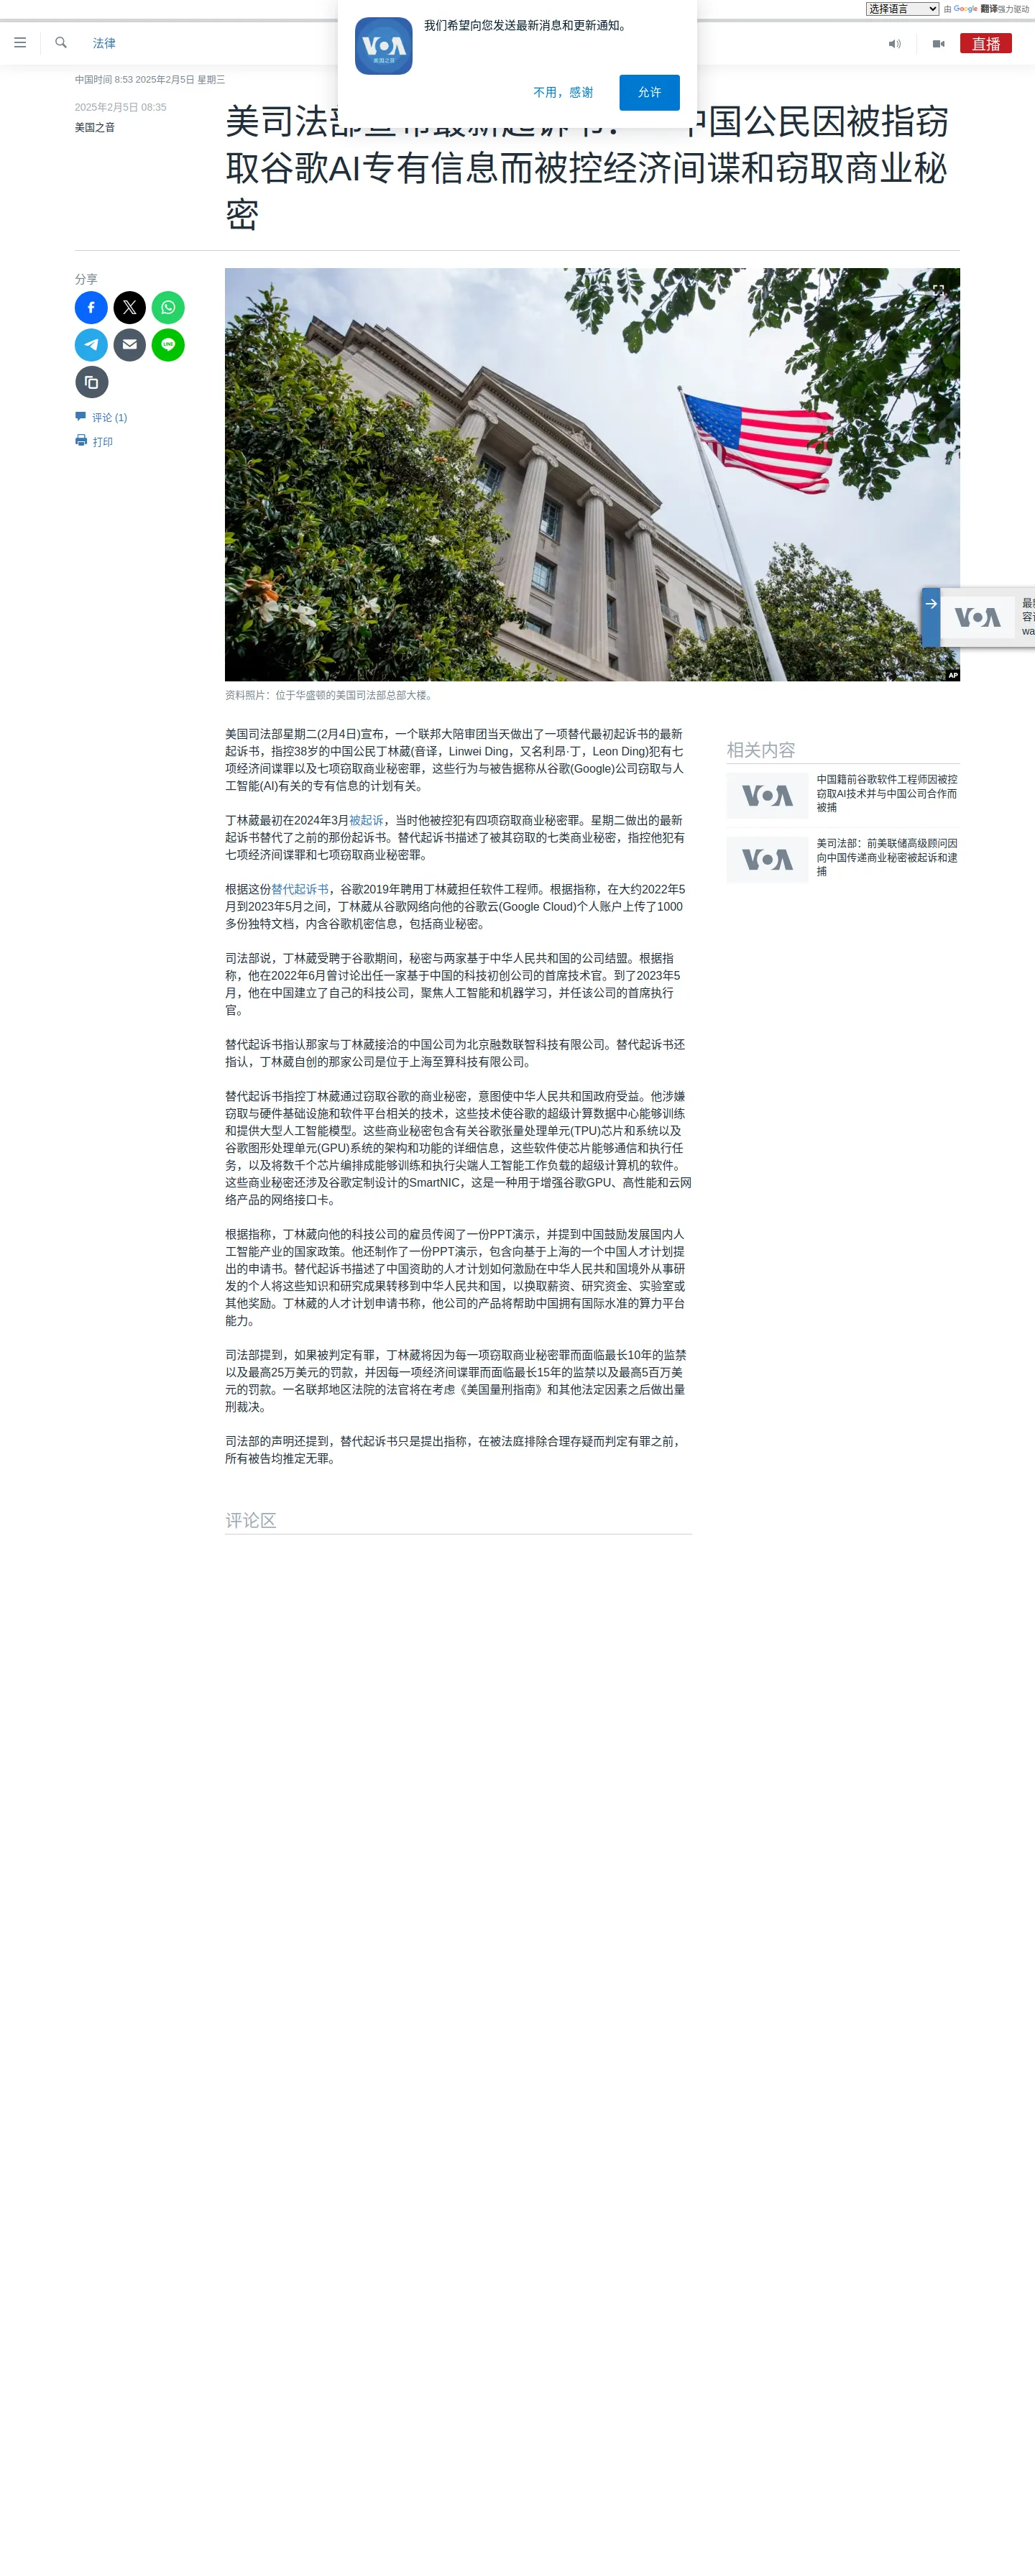 选择语言 由 Google 翻译强力驱动
我们希望向您发送最新消息和更新通知。
VOA
美国之音
不用，感谢 允许
法律
直播
中国时间 8:53 2025年2月5日 星期三
2025年2月5日 08:35
美国之音
中国公民因被指窃
取谷歌AI专有信息而被控经济间谍和窃取商业秘
密
分享
LINE
评论 (1)
打印
AP
资料照片：位于华盛顿的美国司法部总部大楼。
VOA
最
容
wa
美国司法部星期二(2月4日)宣布，一个联邦大陪审团当天做出了一项替代最初起诉书的最新
起诉书，指控38岁的中国公民丁林葳(音译，Linwei Ding，又名利昂·丁，Leon Ding)犯有七
项经济间谍罪以及七项窃取商业秘密罪，这些行为与被告据称从谷歌(Google)公司窃取与人
工智能(AI)有关的专有信息的计划有关。
丁林葳最初在2024年3月被起诉，当时他被控犯有四项窃取商业秘密罪。星期二做出的最新
起诉书替代了之前的那份起诉书。替代起诉书描述了被其窃取的七类商业秘密，指控他犯有
七项经济间谍罪和七项窃取商业秘密罪。
根据这份替代起诉书，谷歌2019年聘用丁林葳担任软件工程师。根据指称，在大约2022年5
月到2023年5月之间，丁林葳从谷歌网络向他的谷歌云(Google Cloud)个人账户上传了1000
多份独特文档，内含谷歌机密信息，包括商业秘密。
司法部说，丁林葳受聘于谷歌期间，秘密与两家基于中华人民共和国的公司结盟。根据指
称，他在2022年6月曾讨论出任一家基于中国的科技初创公司的首席技术官。到了2023年5
月，他在中国建立了自己的科技公司，聚焦人工智能和机器学习，并任该公司的首席执行
官。
替代起诉书指认那家与丁林葳接洽的中国公司为北京融数联智科技有限公司。替代起诉书还
指认，丁林葳自创的那家公司是位于上海至算科技有限公司。
替代起诉书指控丁林葳通过窃取谷歌的商业秘密，意图使中华人民共和国政府受益。他涉嫌
窃取与硬件基础设施和软件平台相关的技术，这些技术使谷歌的超级计算数据中心能够训练
和提供大型人工智能模型。这些商业秘密包含有关谷歌张量处理单元(TPU)芯片和系统以及
谷歌图形处理单元(GPU)系统的架构和功能的详细信息，这些软件使芯片能够通信和执行任
务，以及将数千个芯片编排成能够训练和执行尖端人工智能工作负载的超级计算机的软件。
这些商业秘密还涉及谷歌定制设计的SmartNIC，这是一种用于增强谷歌GPU、高性能和云网
络产品的网络接口卡。
根据指称，丁林葳向他的科技公司的雇员传阅了一份PPT演示，并提到中国鼓励发展国内人
工智能产业的国家政策。他还制作了一份PPT演示，包含向基于上海的一个中国人才计划提
出的申请书。替代起诉书描述了中国资助的人才计划如何激励在中华人民共和国境外从事研
发的个人将这些知识和研究成果转移到中华人民共和国，以换取薪资、研究资金、实验室或
其他奖励。丁林葳的人才计划申请书称，他公司的产品将帮助中国拥有国际水准的算力平台
能力。
司法部提到，如果被判定有罪，丁林葳将因为每一项窃取商业秘密罪而面临最长10年的监禁
以及最高25万美元的罚款，并因每一项经济间谍罪而面临最长15年的监禁以及最高5百万美
元的罚款。一名联邦地区法院的法官将在考虑《美国量刑指南》和其他法定因素之后做出量
刑裁决。
司法部的声明还提到，替代起诉书只是提出指称，在被法庭排除合理存疑而判定有罪之前，
所有被告均推定无罪。
相关内容
VOA
中国籍前谷歌软件工程师因被控
窃取AI技术并与中国公司合作而
被捕
VOA
美司法部：前美联储高级顾问因
向中国传递商业秘密被起诉和逮
捕
评论区